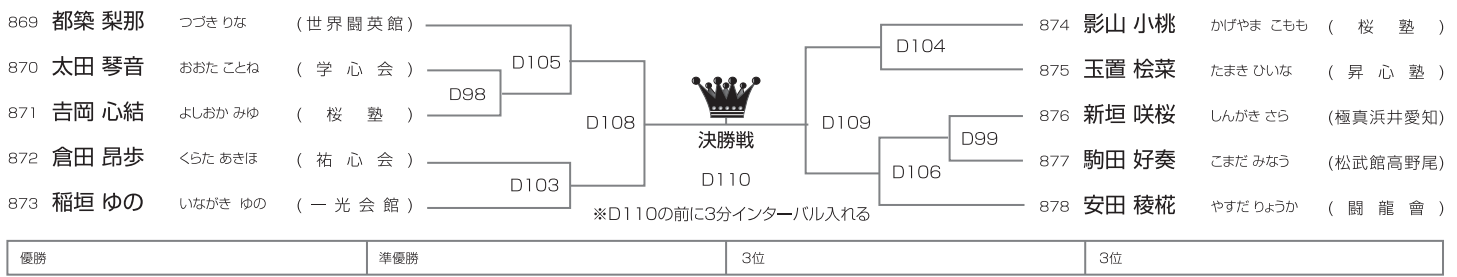 869 都築 梨那 つづき りな (世界闘英館)
870 太田 琴音 おおた ことね (学心会)
871 吉岡 心結 よしおか みゆ (桜塾)
872 倉田 昂歩 くらた あきほ (祐心会)
873 稲垣 ゆの いながき ゆの (一光会館)
D105
D98
D108
D103
決勝戦
D110
※D110の前に3分インターバル入れる
D104
D109
D99
D106
874 影山 小桃 かげやま こもも (桜塾)
875 玉置 桧菜 たまき ひいな (昇心塾)
876 新垣 咲桜 しんがき さら (極真浜井愛知)
877 駒田 好奏 こまだ みなう (松武館高野尾)
878 安田 稜椛 やすだ りょうか (闘龍會)
優勝 準優勝 3位 3位